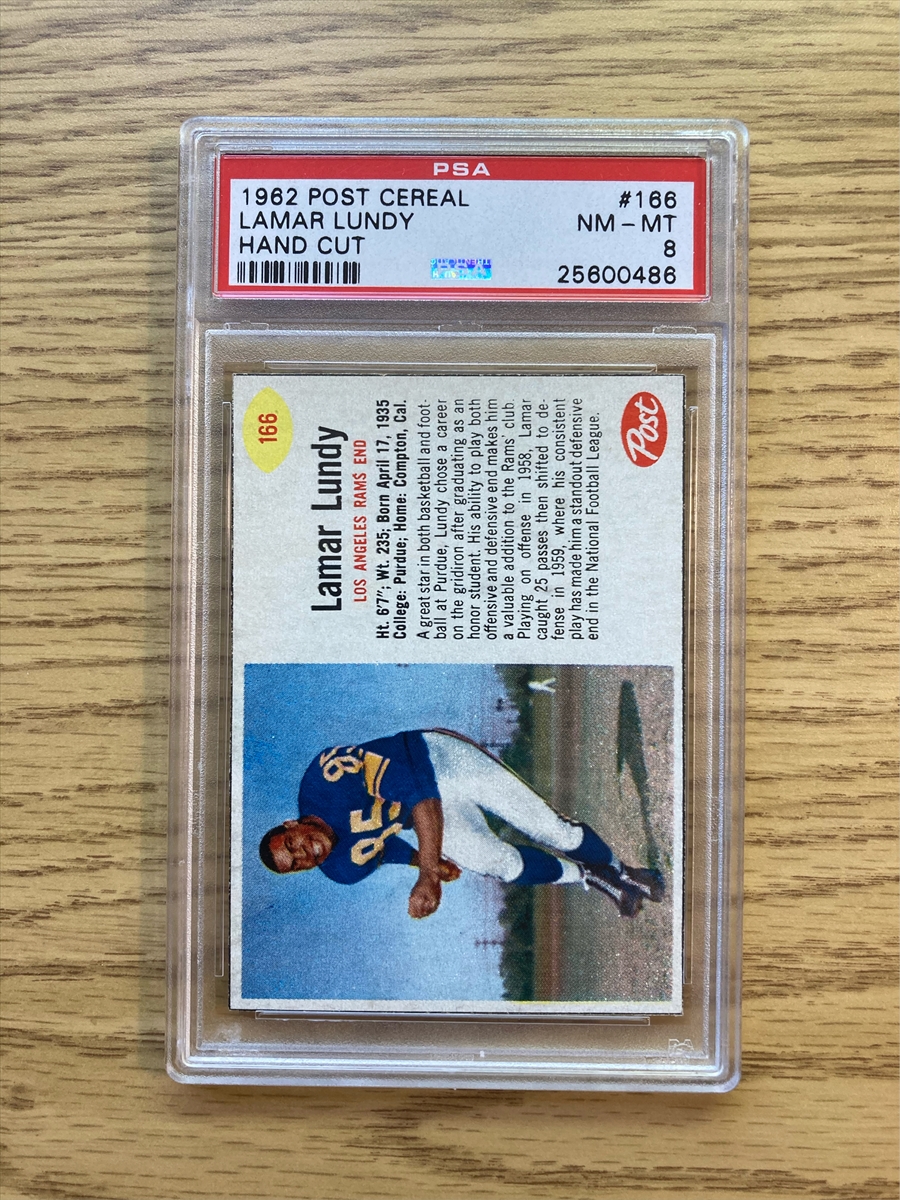 PSA
1962 POST CEREAL #166
LAMAR LUNDY NM - MT
HAND CUT 8
25600486
166
Lamar Lundy
LOS ANGELES RAMS END
Ht. 6'7"; Wt. 235; Born April 17, 1935
College: Purdue; Home: Compton, Cal.
A great star in both basketball and foot-
ball at Purdue, Lundy chose a career
on the gridiron after graduating as an
honor student. His ability to play both
offensive end and defensive end makes him
a valuable addition to the Rams' club.
Playing on offense in 1958, Lamar
caught 25 passes then shifted to de-
fense in 1959, where his consistent
play has made him a standout defensive
end in the National Football League.
Post
85
85